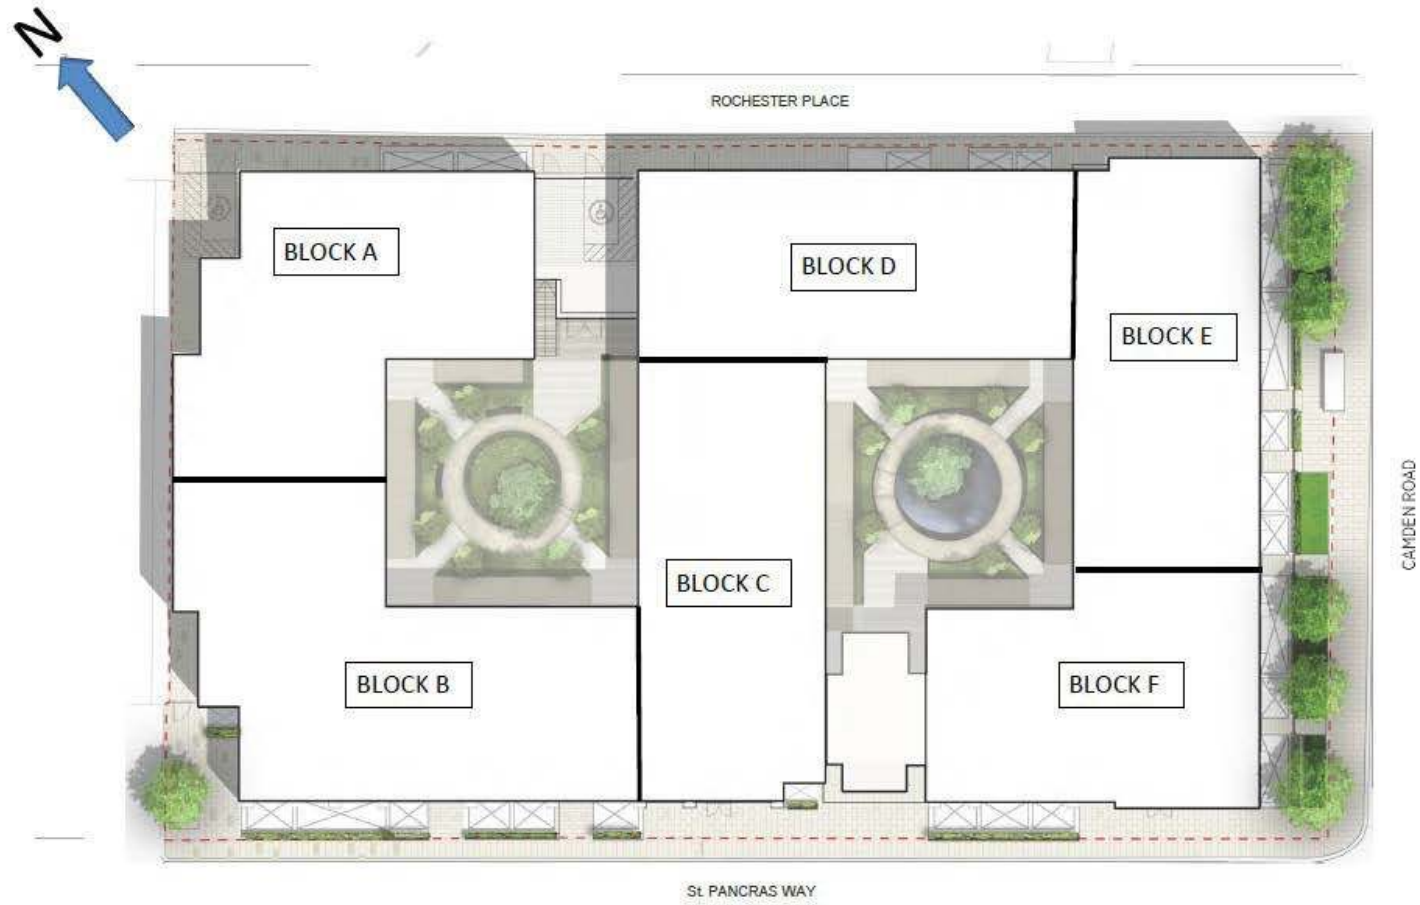 N
ROCHESTER PLACE
BLOCK A
BLOCK D
BLOCK E
CAMDEN ROAD
BLOCK C
BLOCK B
BLOCK F
St. PANCRAS WAY